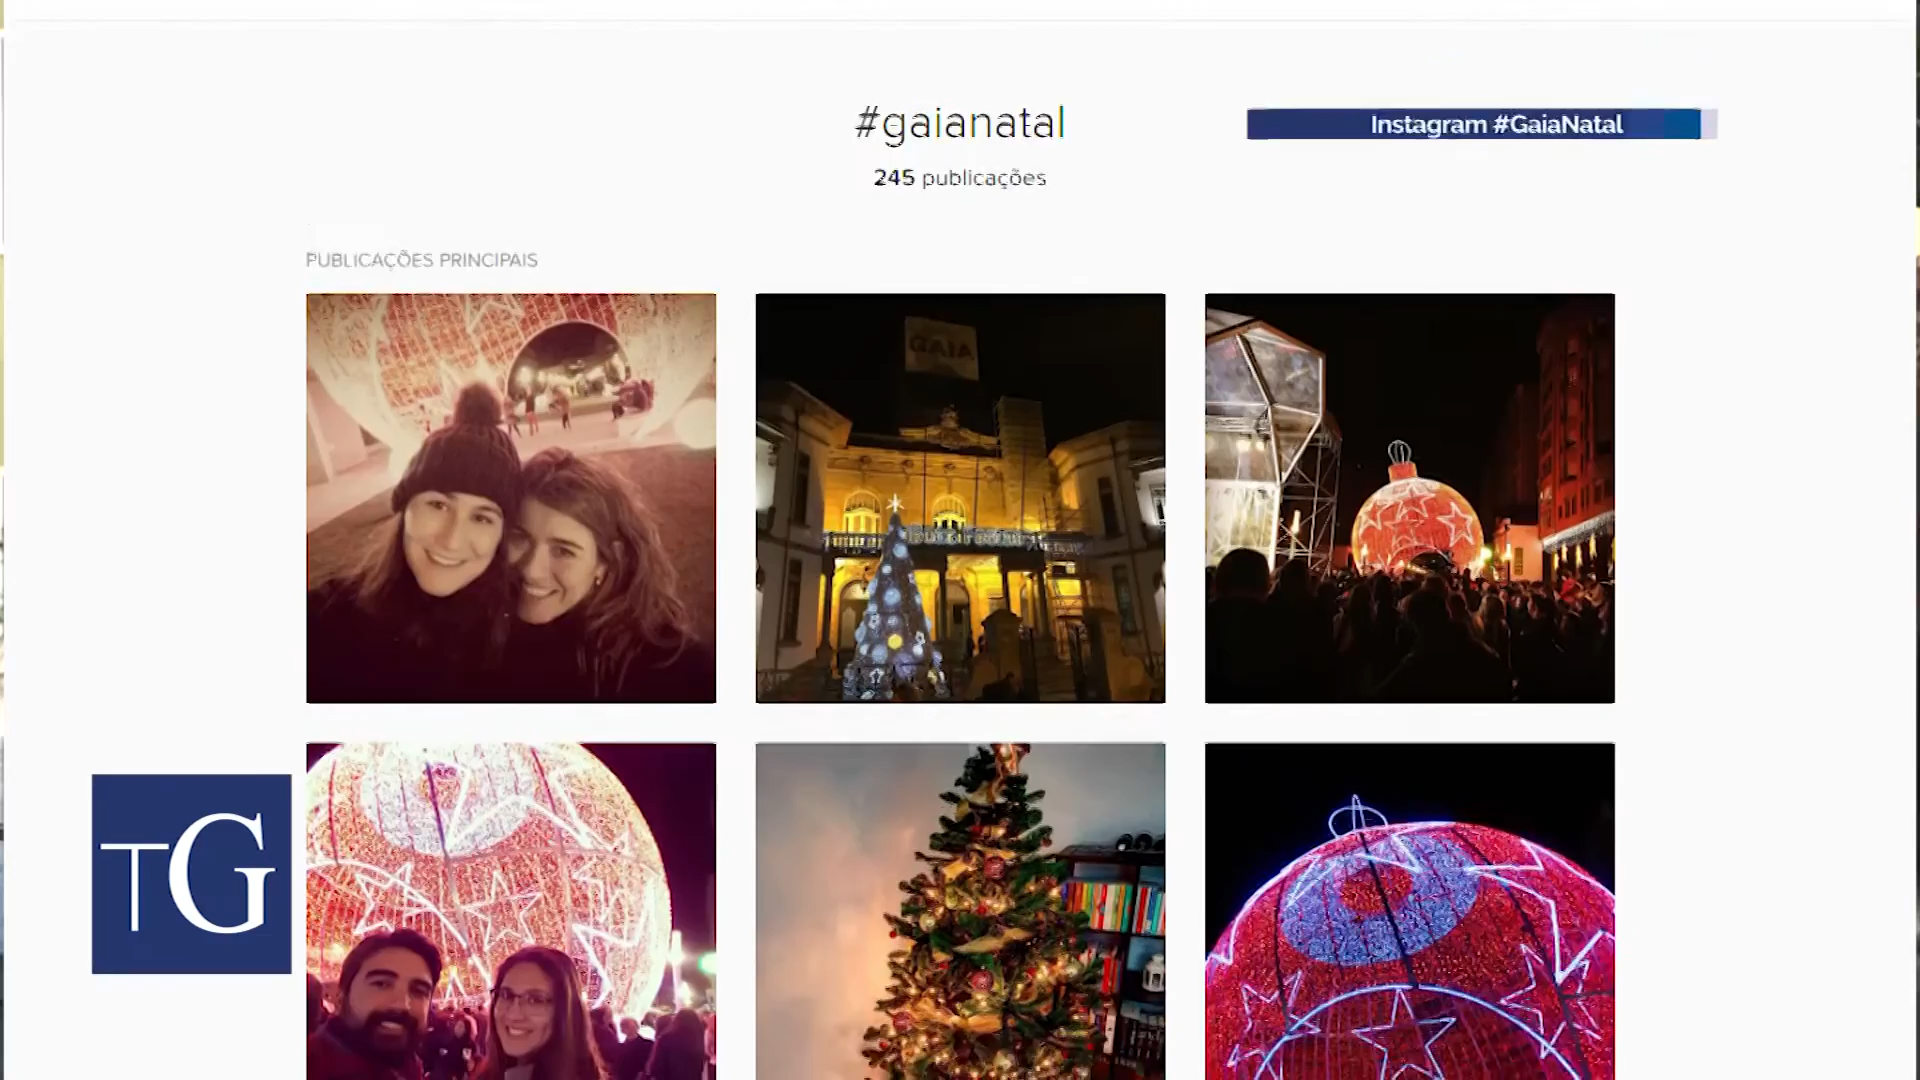 #gaianatal
Instagram #GaiaNatal
245 publicações
PUBLICAÇÕES PRINCIPAIS
GAIA
TG